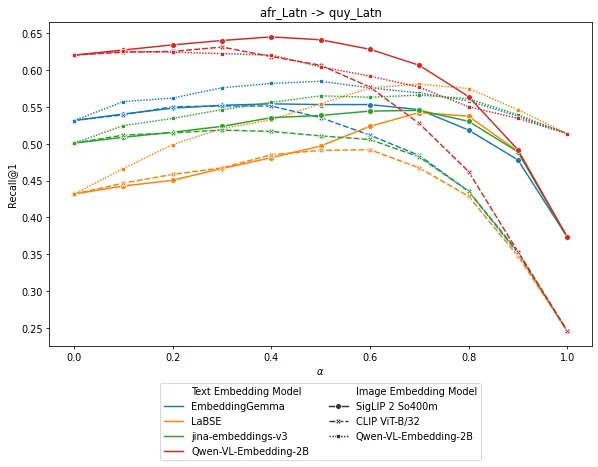 afr_Latn -> quy_Latn
Recall@1
0.65
0.60
0.55
0.50
0.45
0.40
0.35
0.30
0.25
0.0 0.2 0.4 0.6 0.8 1.0
α
Text Embedding Model
EmbeddingGemma
LaBSE
jina-embeddings-v3
Qwen-VL-Embedding-2B
Image Embedding Model
SigLIP 2 So400m
CLIP ViT-B/32
Qwen-VL-Embedding-2B